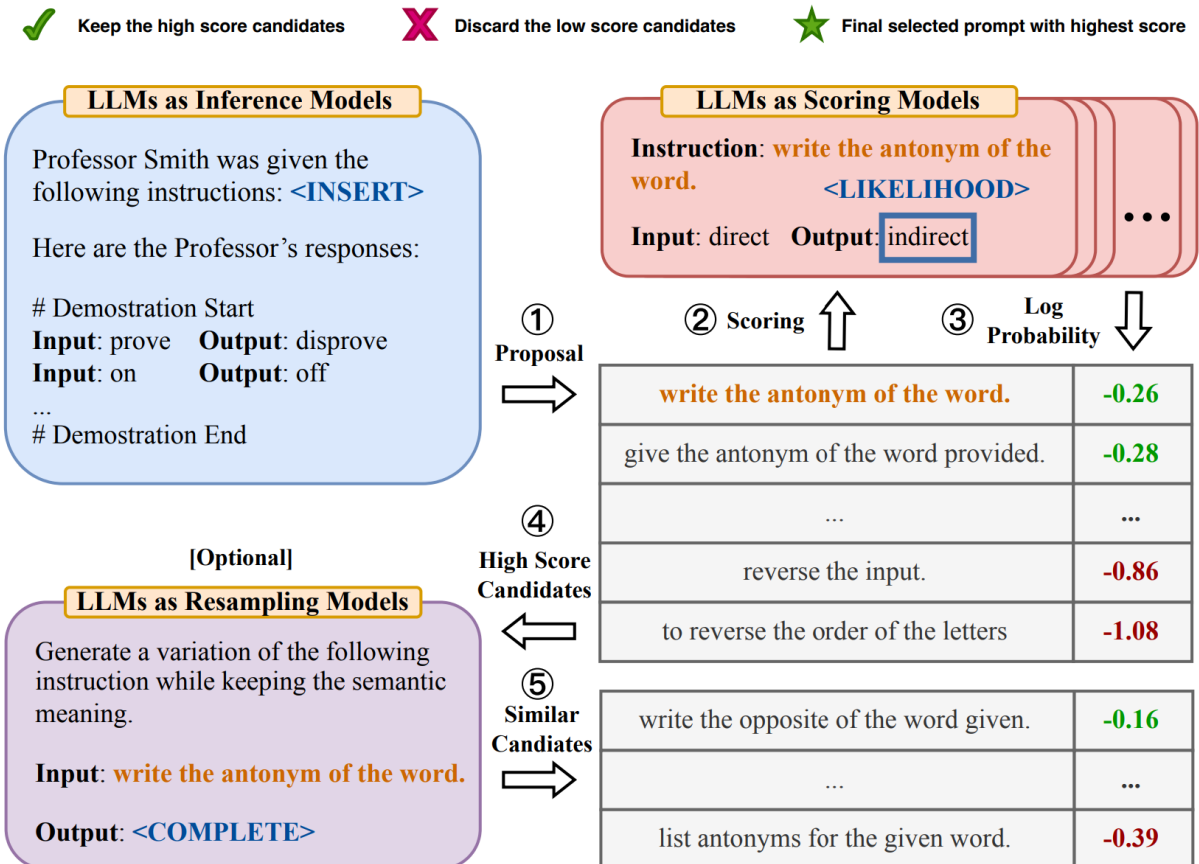 Keep the high score candidates
Discard the low score candidates
Final selected prompt with highest score
LLMs as Inference Models
Professor Smith was given the
following instructions: <INSERT>
Here are the Professor’s responses:
# Demostration Start
Input: prove Output: disprove
Input: on Output: off
...
# Demostration End
LLMs as Scoring Models
Instruction: write the antonym of the
word.
<LIKELIHOOD>
Input: direct Output: indirect
...
① Proposal
② Scoring
③ Log
Probability
write the antonym of the word. -0.26
give the antonym of the word provided. -0.28
... ...
reverse the input. -0.86
to reverse the order of the letters -1.08
④
High Score
Candidates
[Optional]
LLMs as Resampling Models
Generate a variation of the following
instruction while keeping the semantic
meaning.
Input: write the antonym of the word.
Output: <COMPLETE>
⑤
Similar
Candiates
write the opposite of the word given. -0.16
... ...
list antonyms for the given word. -0.39